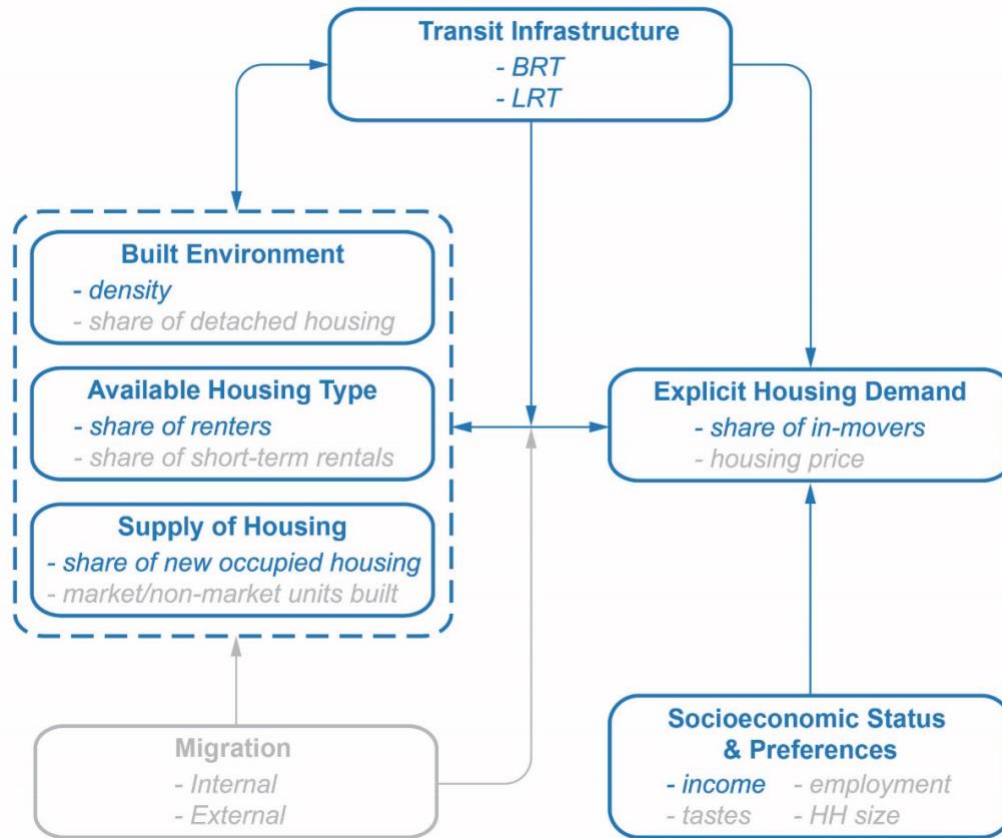 Transit Infrastructure
- BRT
- LRT
Built Environment
- density
- share of detached housing
Available Housing Type
- share of renters
- share of short-term rentals
Supply of Housing
- share of new occupied housing
- market/non-market units built
Explicit Housing Demand
- share of in-movers
- housing price
Migration
- Internal
- External
Socioeconomic Status
& Preferences
- income - employment
- tastes - HH size